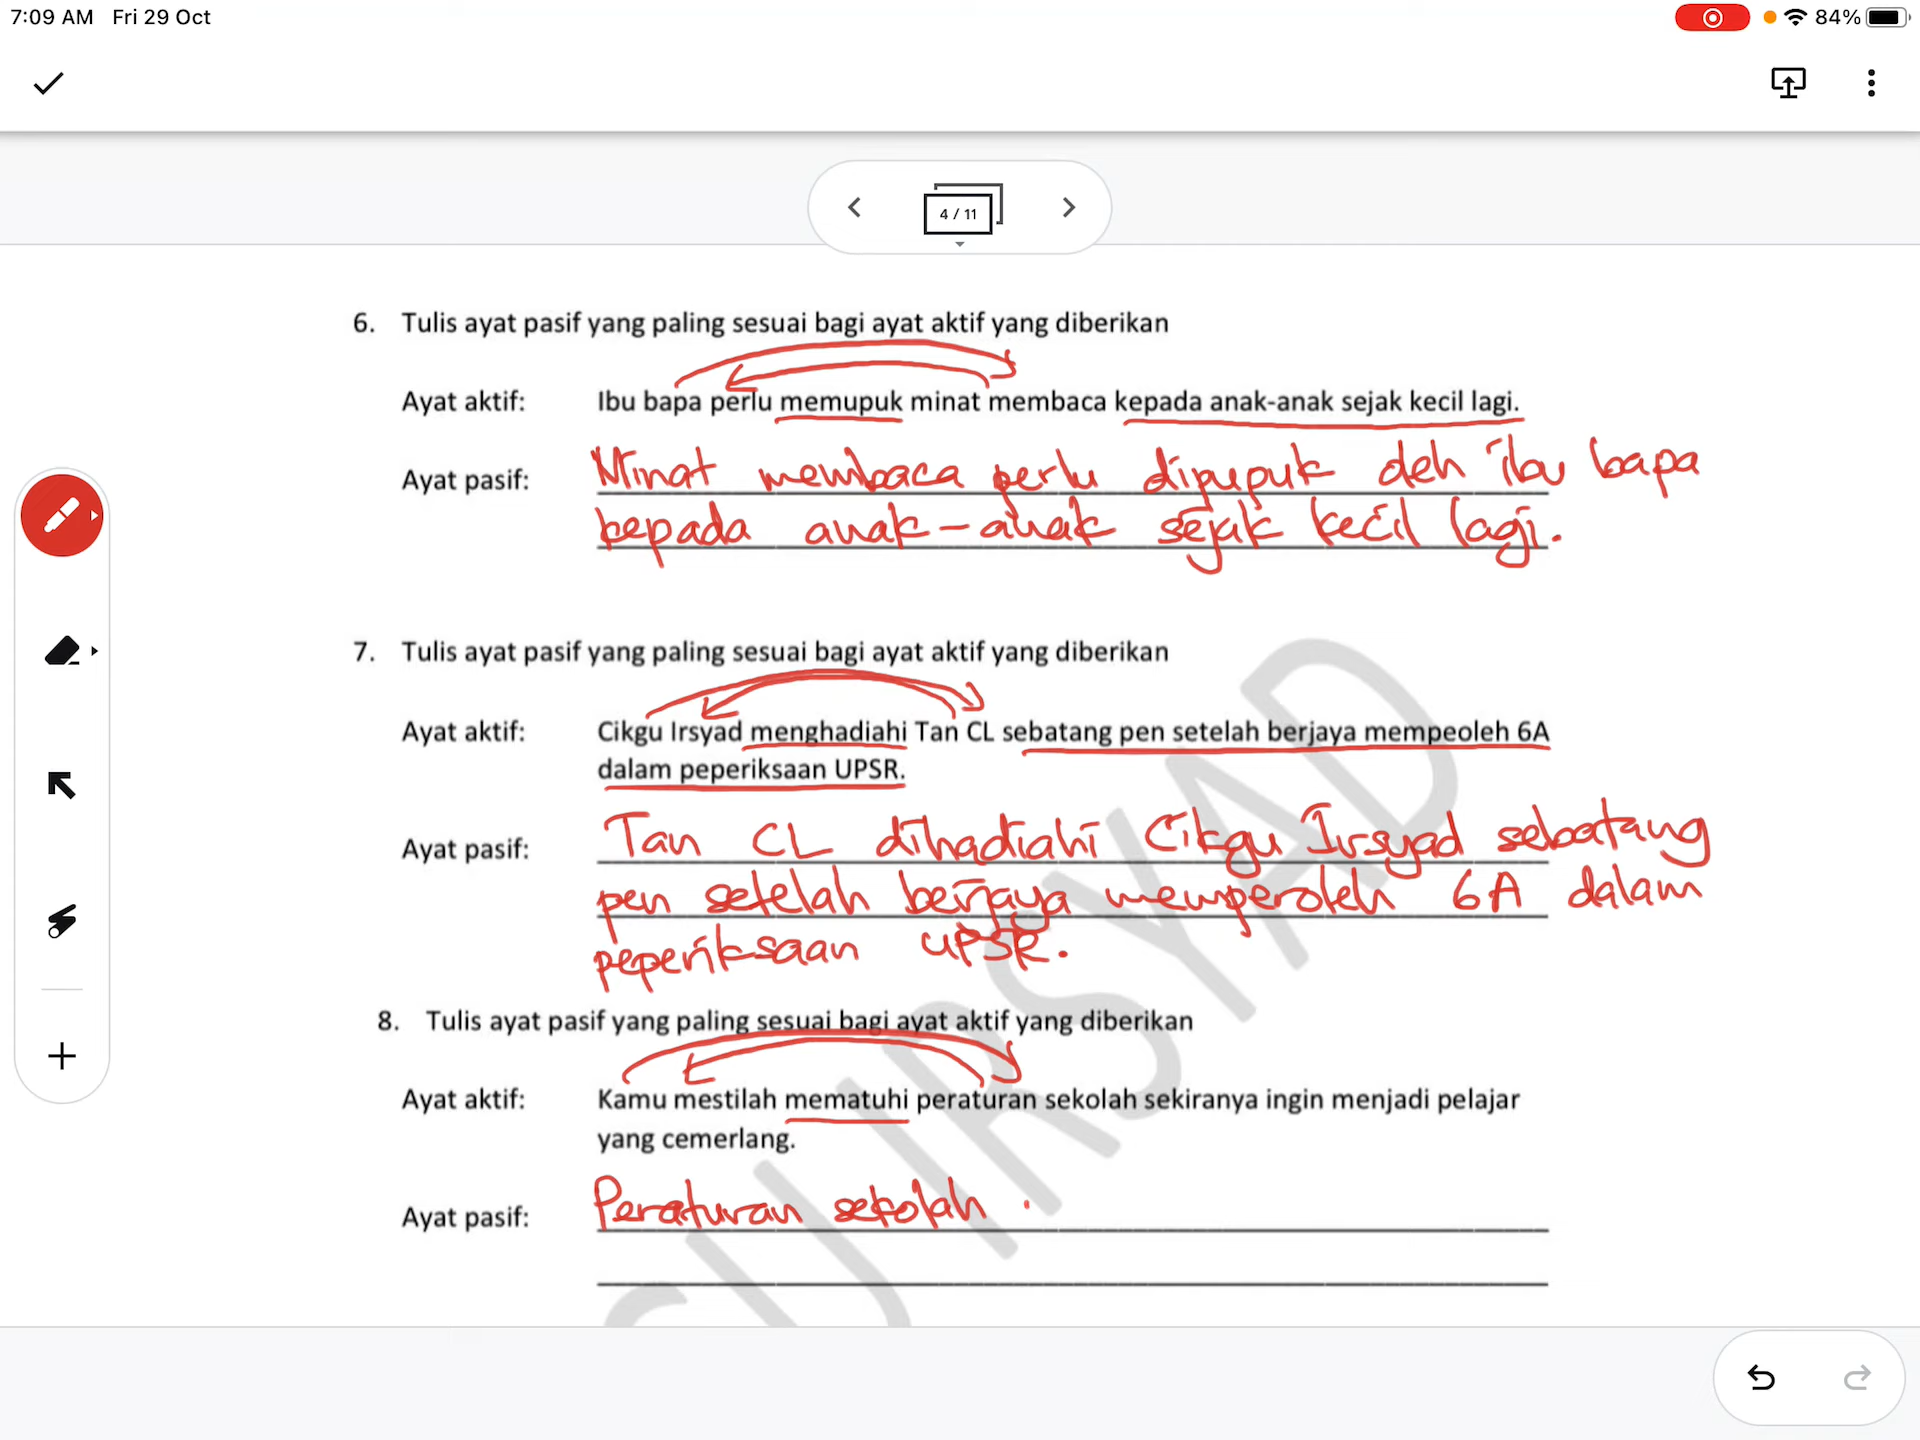 7:09 AM Fri 29 Oct
84%
4 / 11
6. Tulis ayat pasif yang paling sesuai bagi ayat aktif yang diberikan
Ayat aktif: Ibu bapa perlu memupuk minat membaca kepada anak-anak sejak kecil lagi.
Ayat pasif: Minat membaca perlu dipupuk oleh ibu bapa
kepada anak-anak sejak kecil lagi.
7. Tulis ayat pasif yang paling sesuai bagi ayat aktif yang diberikan
Ayat aktif: Cikgu Irsyad menghadiahi Tan CL sebatang pen setelah berjaya mempeoleh 6A
dalam peperiksaan UPSR.
Ayat pasif: Tan CL dihadiahi Cikgu Irsyad sebatang
pen setelah berjaya memperoleh 6A dalam
peperiksaan UPSR.
8. Tulis ayat pasif yang paling sesuai bagi ayat aktif yang diberikan
Ayat aktif: Kamu mestilah mematuhi peraturan sekolah sekiranya ingin menjadi pelajar
yang cemerlang.
Ayat pasif: Peraturan sekolah